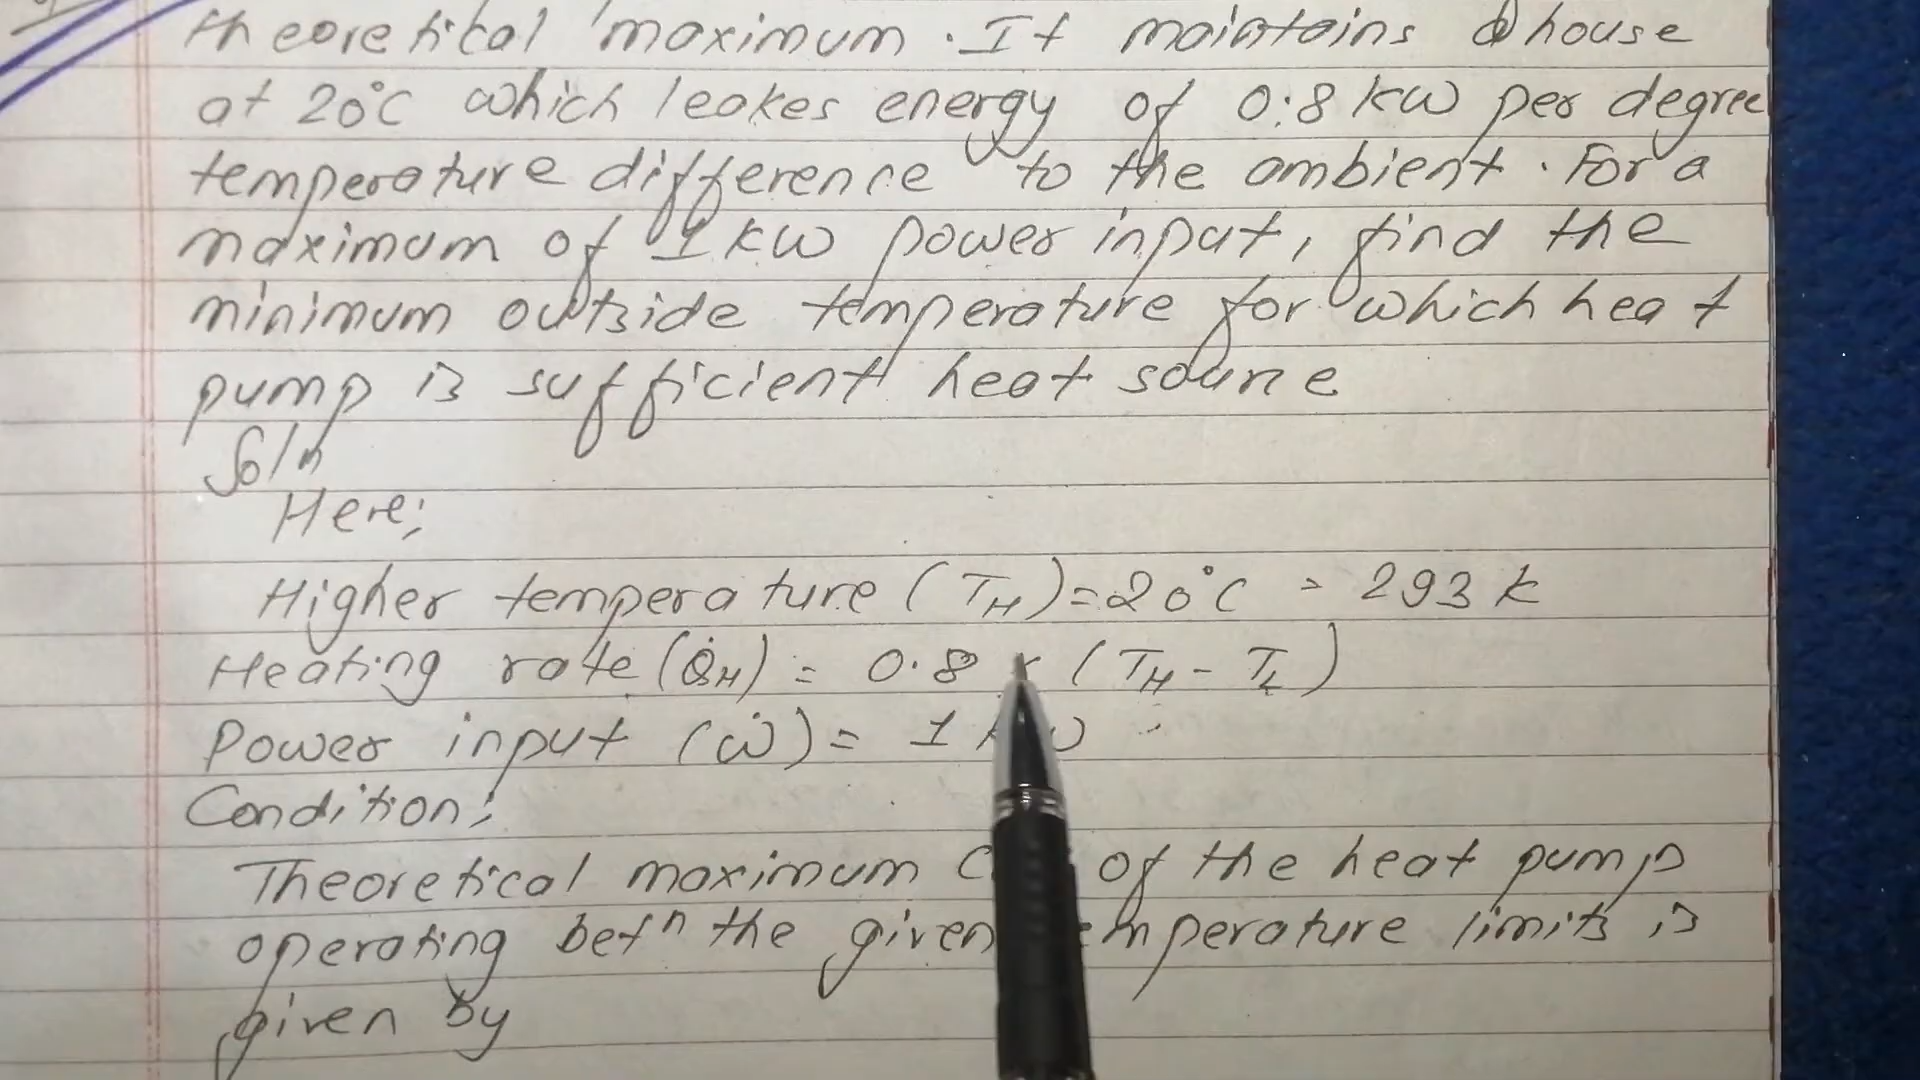 theoretical maximum. It maintains a house
at 20°C which leakes energy of 0.8 kW per degree
temperature difference to the ambient. For a
maximum of 1 kW power input, find the
minimum outside temperature for which heat
pump is sufficient heat source
Soln
Here;
Higher temperature (TH) = 20°C = 293 K
Heating rate (Q̇H) = 0.8 × (TH - TL)
Power input (ẇ) = 1 kW
Condition;
Theoretical maximum of the heat pump
operating betn the given temperature limits is
given by